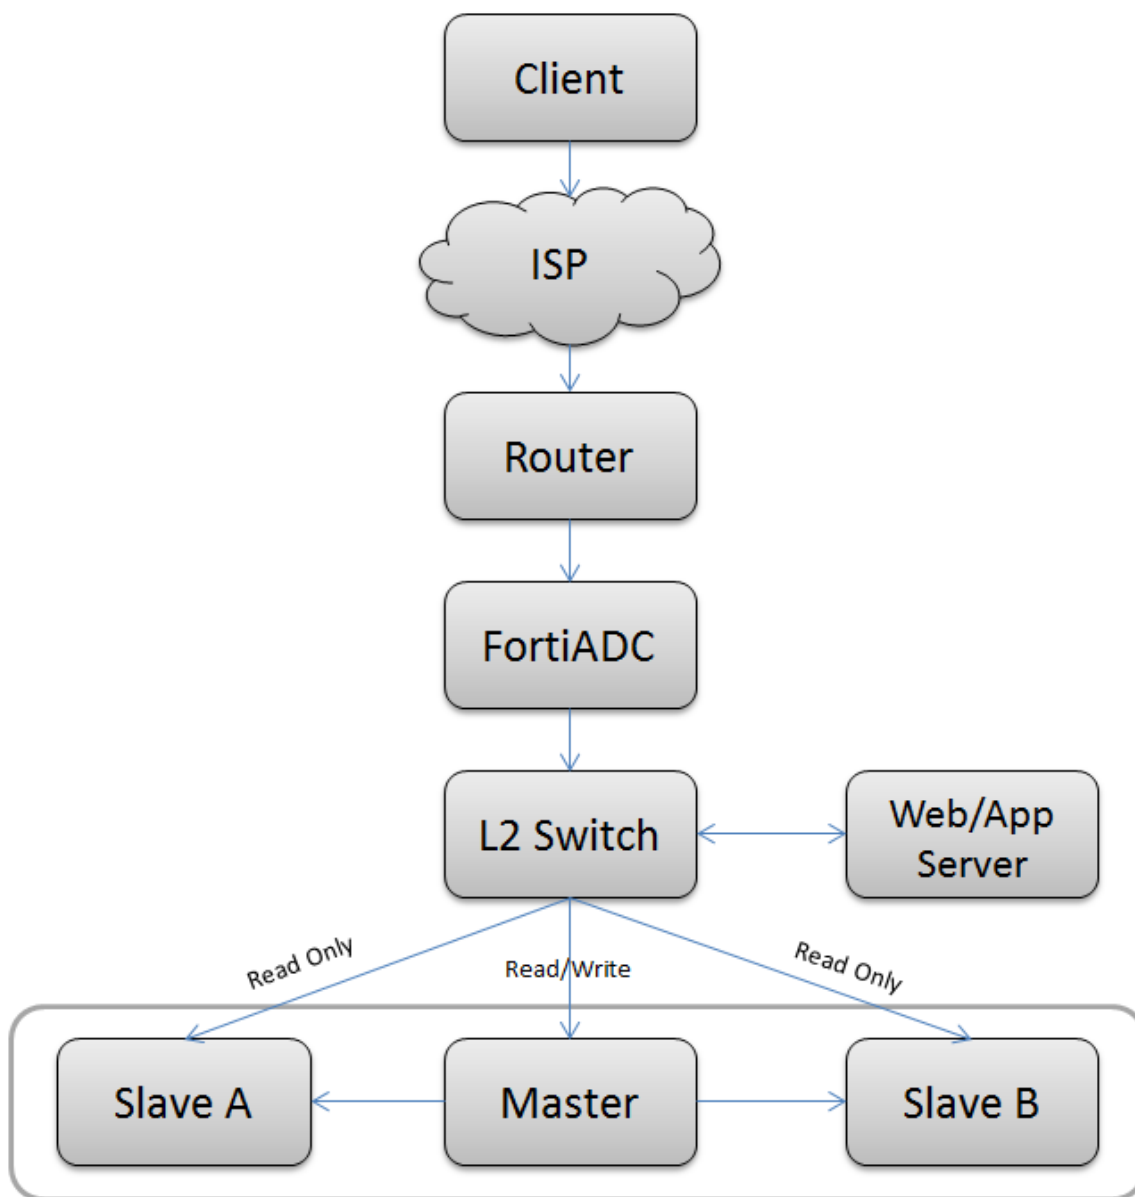 Client
ISP
Router
FortiADC
L2 Switch
Web/App
Server
Read Only
Read/Write
Read Only
Slave A
Master
Slave B